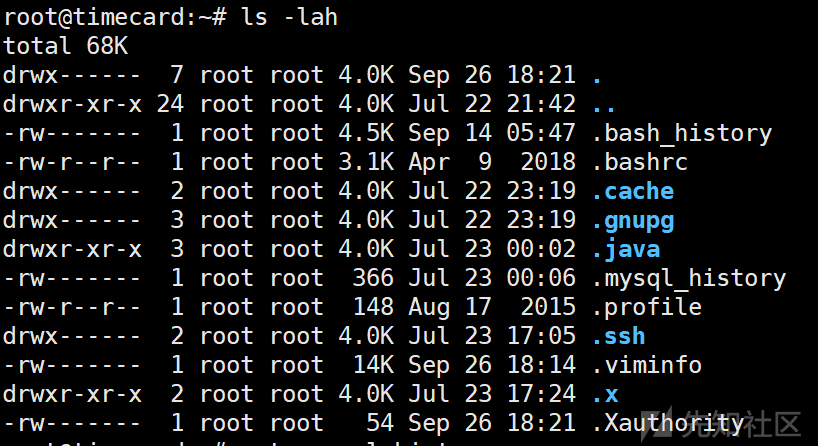 root@timecard:~# ls -lah
total 68K
drwx------  7 root root 4.0K Sep 26 18:21 .
drwxr-xr-x 24 root root 4.0K Jul 22 21:42 ..
-rw-------  1 root root 4.5K Sep 14 05:47 .bash_history
-rw-r--r--  1 root root 3.1K Apr  9  2018 .bashrc
drwx------  2 root root 4.0K Jul 22 23:19 .cache
drwx------  3 root root 4.0K Jul 22 23:19 .gnupg
drwxr-xr-x  3 root root 4.0K Jul 23 00:02 .java
-rw-------  1 root root  366 Jul 23 00:06 .mysql_history
-rw-r--r--  1 root root  148 Aug 17  2015 .profile
drwx------  2 root root 4.0K Jul 23 17:05 .ssh
-rw-------  1 root root  14K Sep 26 18:14 .viminfo
drwxr-xr-x  2 root root 4.0K Jul 23 17:24 .x
-rw-------  1 root root   54 Sep 26 18:21 .Xauthority
先知社区